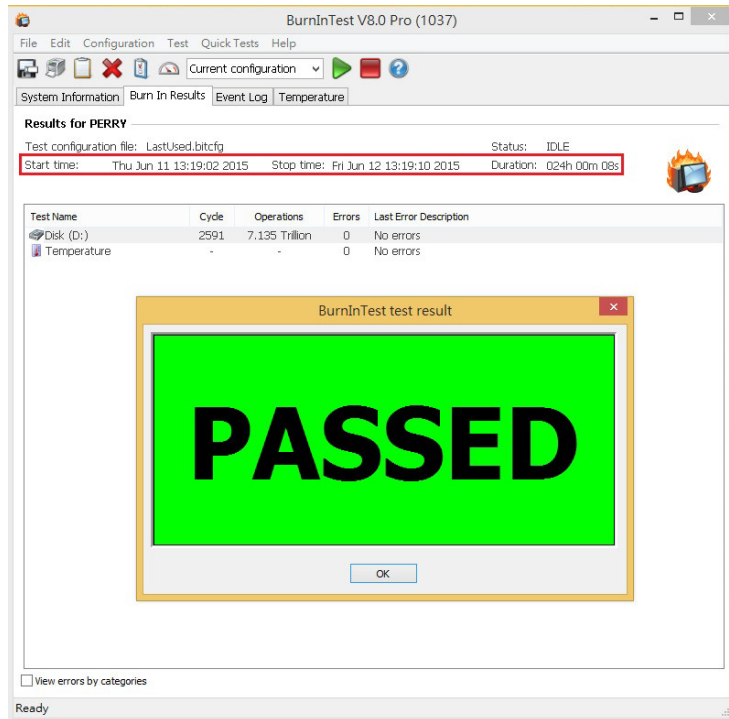 BurnInTest V8.0 Pro (1037)
File Edit Configuration Test Quick Tests Help
Current configuration
System Information Burn In Results Event Log Temperature
Results for PERRY
Test configuration file: LastUsed.bitcfg Status: IDLE
Start time: Thu Jun 11 13:19:02 2015 Stop time: Fri Jun 12 13:19:10 2015 Duration: 024h 00m 08s
Test Name Cycle Operations Errors Last Error Description
Disk (D:) 2591 7.135 Trillion 0 No errors
Temperature - - 0 No errors
BurnInTest test result
PASSED
OK
View errors by categories
Ready